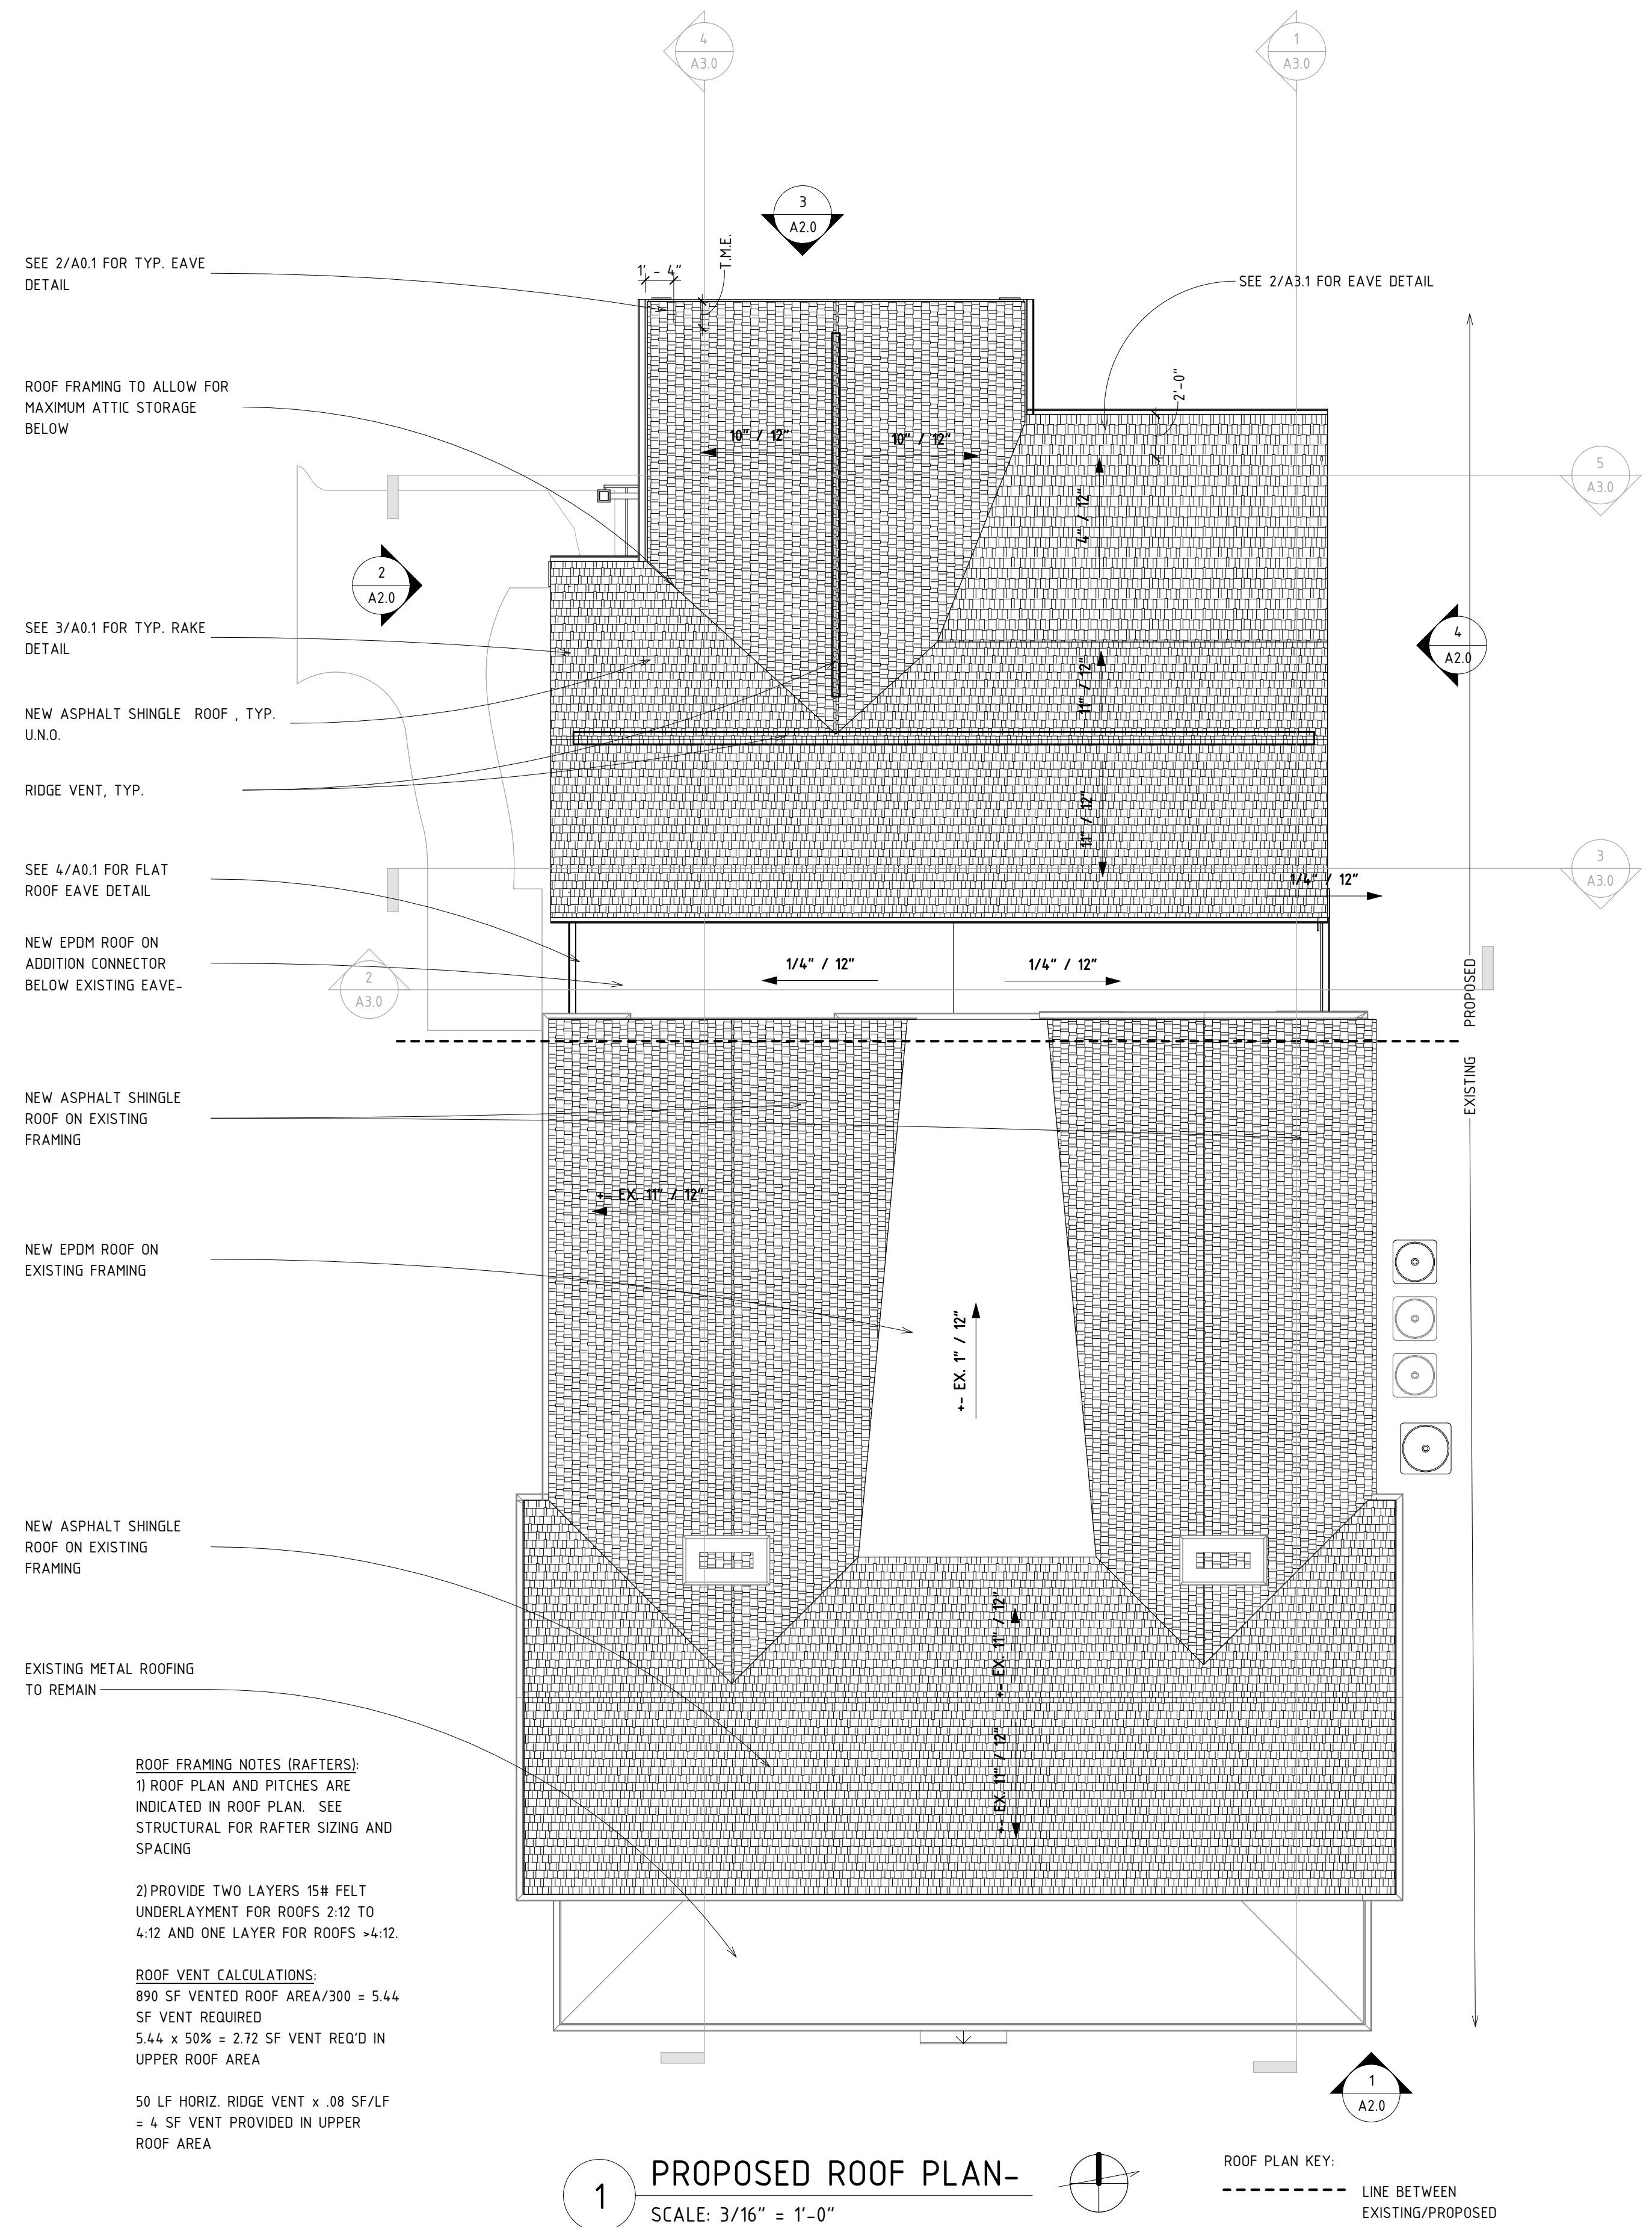 4
A3.0
1
A3.0
3
A2.0
T.M.E.
1' - 4"
SEE 2/A0.1 FOR TYP. EAVE
DETAIL
SEE 2/A3.1 FOR EAVE DETAIL
2'-0"
ROOF FRAMING TO ALLOW FOR
MAXIMUM ATTIC STORAGE
BELOW
10" / 12"
10" / 12"
4" / 12"
5
A3.0
2
A2.0
SEE 3/A0.1 FOR TYP. RAKE
DETAIL
4
A2.0
11" / 12"
NEW ASPHALT SHINGLE ROOF , TYP.
U.N.O.
RIDGE VENT, TYP.
11" / 12"
SEE 4/A0.1 FOR FLAT
ROOF EAVE DETAIL
1/4" / 12"
3
A3.0
NEW EPDM ROOF ON
ADDITION CONNECTOR
BELOW EXISTING EAVE-
2
A3.0
1/4" / 12"
1/4" / 12"
PROPOSED
EXISTING
NEW ASPHALT SHINGLE
ROOF ON EXISTING
FRAMING
+- EX. 11" / 12"
NEW EPDM ROOF ON
EXISTING FRAMING
+- EX. 1" / 12"
NEW ASPHALT SHINGLE
ROOF ON EXISTING
FRAMING
+- EX. 11" / 12"
EXISTING METAL ROOFING
TO REMAIN
+- EX. 11" / 12"
ROOF FRAMING NOTES (RAFTERS):
1) ROOF PLAN AND PITCHES ARE
INDICATED IN ROOF PLAN. SEE
STRUCTURAL FOR RAFTER SIZING AND
SPACING
2) PROVIDE TWO LAYERS 15# FELT
UNDERLAYMENT FOR ROOFS 2:12 TO
4:12 AND ONE LAYER FOR ROOFS >4:12.
ROOF VENT CALCULATIONS:
890 SF VENTED ROOF AREA/300 = 5.44
SF VENT REQUIRED
5.44 x 50% = 2.72 SF VENT REQ'D IN
UPPER ROOF AREA
50 LF HORIZ. RIDGE VENT x .08 SF/LF
= 4 SF VENT PROVIDED IN UPPER
ROOF AREA
1
A2.0
1
PROPOSED ROOF PLAN-
SCALE: 3/16" = 1'-0"
ROOF PLAN KEY:
LINE BETWEEN
EXISTING/PROPOSED